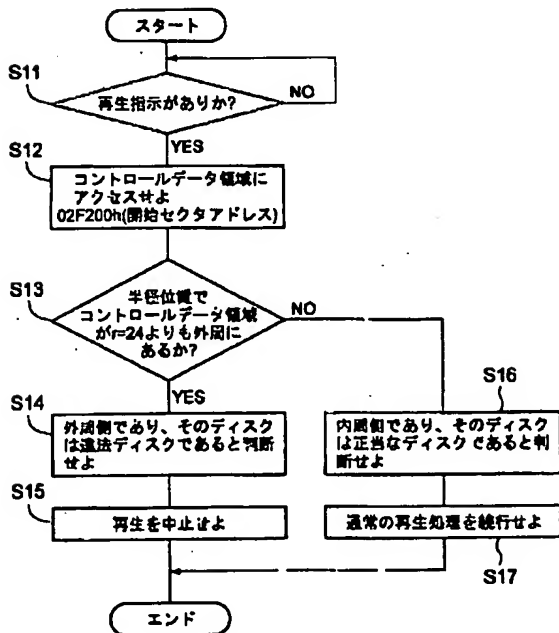 スタート
S11
再生指示がありか?
NO
YES
S12
コントロールデータ領域に
アクセスせよ
02F200h(開始セクタアドレス)
S13
半径位置で
コントロールデータ領域
がr=24よりも外周に
あるか?
NO
YES
S14
外周側であり、そのディスク
は違法ディスクであると判断
せよ
S16
内周側であり、そのディスク
は正当なディスクであると判
断せよ
S15
再生を中止せよ
通常の再生処理を続行せよ
S17
エンド